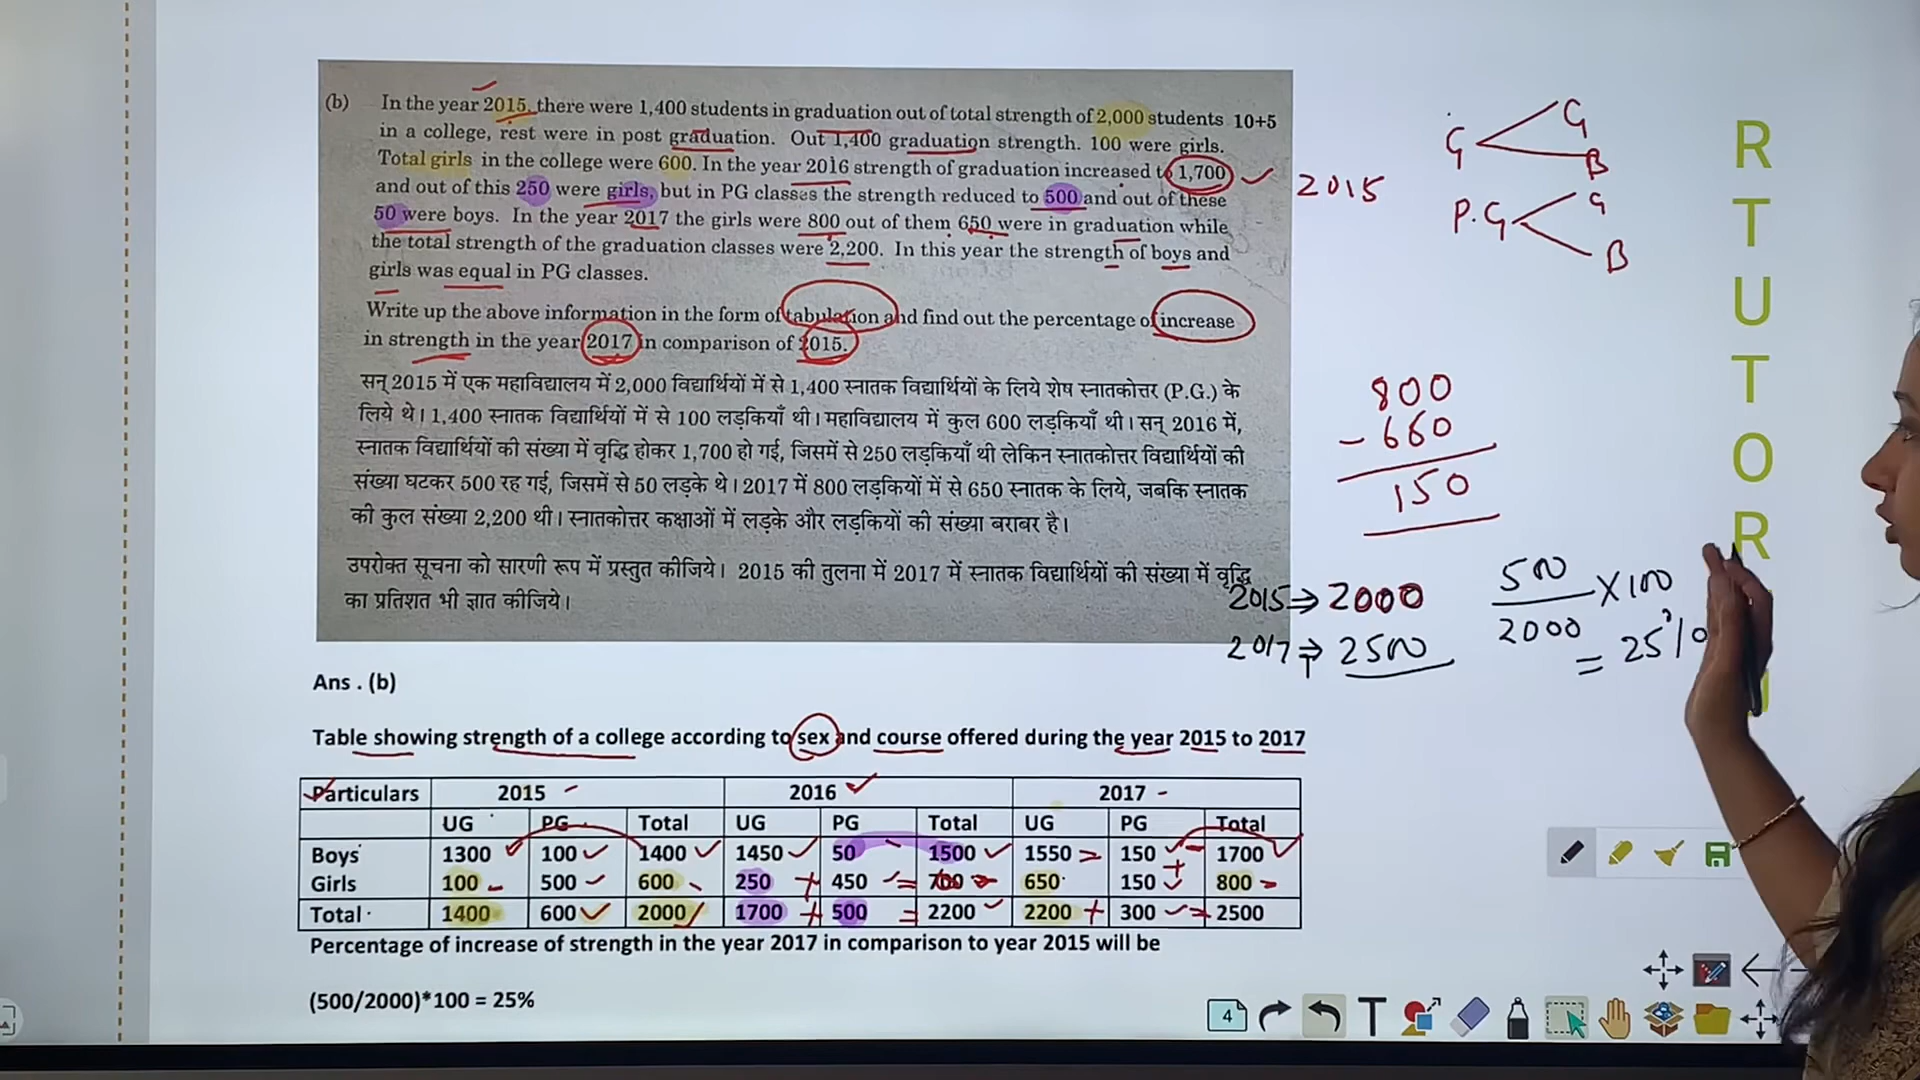 (b) In the year 2015, there were 1,400 students in graduation out of total strength of 2,000 students 10+5
in a college, rest were in post graduation. Out 1,400 graduation strength. 100 were girls.
Total girls in the college were 600. In the year 2016 strength of graduation increased to 1,700
and out of this 250 were girls, but in PG classes the strength reduced to 500 and out of these
50 were boys. In the year 2017 the girls were 800 out of them 650 were in graduation while
the total strength of the graduation classes were 2,200. In this year the strength of boys and
girls was equal in PG classes.
Write up the above information in the form of tabulation and find out the percentage of increase
in strength in the year 2017 in comparison of 2015.
सन् 2015 में एक महाविद्यालय में 2,000 विद्यार्थियों में से 1,400 स्नातक विद्यार्थियों के लिये शेष स्नातकोत्तर (P.G.) के
लिये थे। 1,400 स्नातक विद्यार्थियों में से 100 लड़कियाँ थी। महाविद्यालय में कुल 600 लड़कियाँ थी। सन् 2016 में,
स्नातक विद्यार्थियों की संख्या में वृद्धि होकर 1,700 हो गई, जिसमें से 250 लड़कियाँ थी लेकिन स्नातकोत्तर विद्यार्थियों की
संख्या घटकर 500 रह गई, जिसमें से 50 लड़के थे। 2017 में 800 लड़कियों में से 650 स्नातक के लिये, जबकि स्नातक
की कुल संख्या 2,200 थी। स्नातकोत्तर कक्षाओं में लड़के और लड़कियों की संख्या बराबर है।
उपरोक्त सूचना को सारणी रूप में प्रस्तुत कीजिये। 2015 की तुलना में 2017 में स्नातक विद्यार्थियों की संख्या में वृद्धि
का प्रतिशत भी ज्ञात कीजिये।
2015
G G
B
P.G G
B
800
- 660
150
2015 ⇒ 2000
2017 ⇒ 2500
500
2000
× 100
= 25%
R
T
U
T
O
R
Ans . (b)
Table showing strength of a college according to sex and course offered during the year 2015 to 2017
Particulars 2015 2016 2017
UG PG Total UG PG Total UG PG Total
Boys 1300 100 1400 1450 50 1500 1550 150 1700
Girls 100 500 600 250 + 450 = 700 650 150 800
Total 1400 600 2000 1700 + 500 = 2200 2200 + 300 = 2500
Percentage of increase of strength in the year 2017 in comparison to year 2015 will be
(500/2000)*100 = 25%
4
T